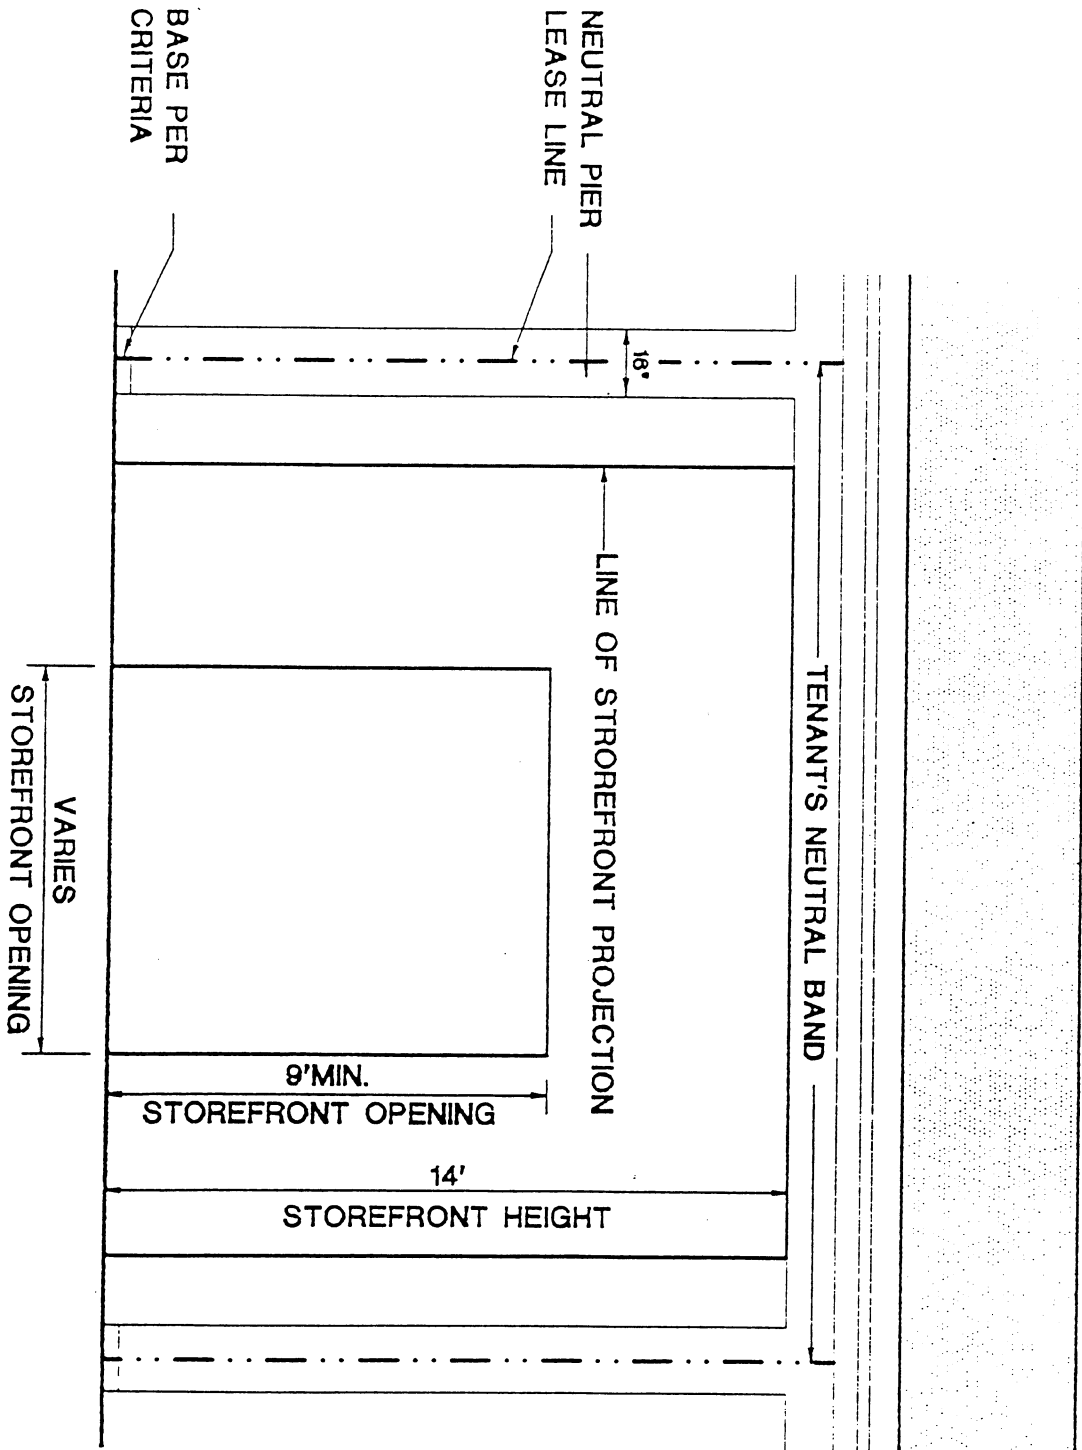 TENANT'S NEUTRAL BAND
NEUTRAL PIER
LEASE LINE
16"
LINE OF STROREFRONT PROJECTION
9'MIN.
STOREFRONT OPENING
14'
STOREFRONT HEIGHT
BASE PER
CRITERIA
VARIES
STOREFRONT OPENING